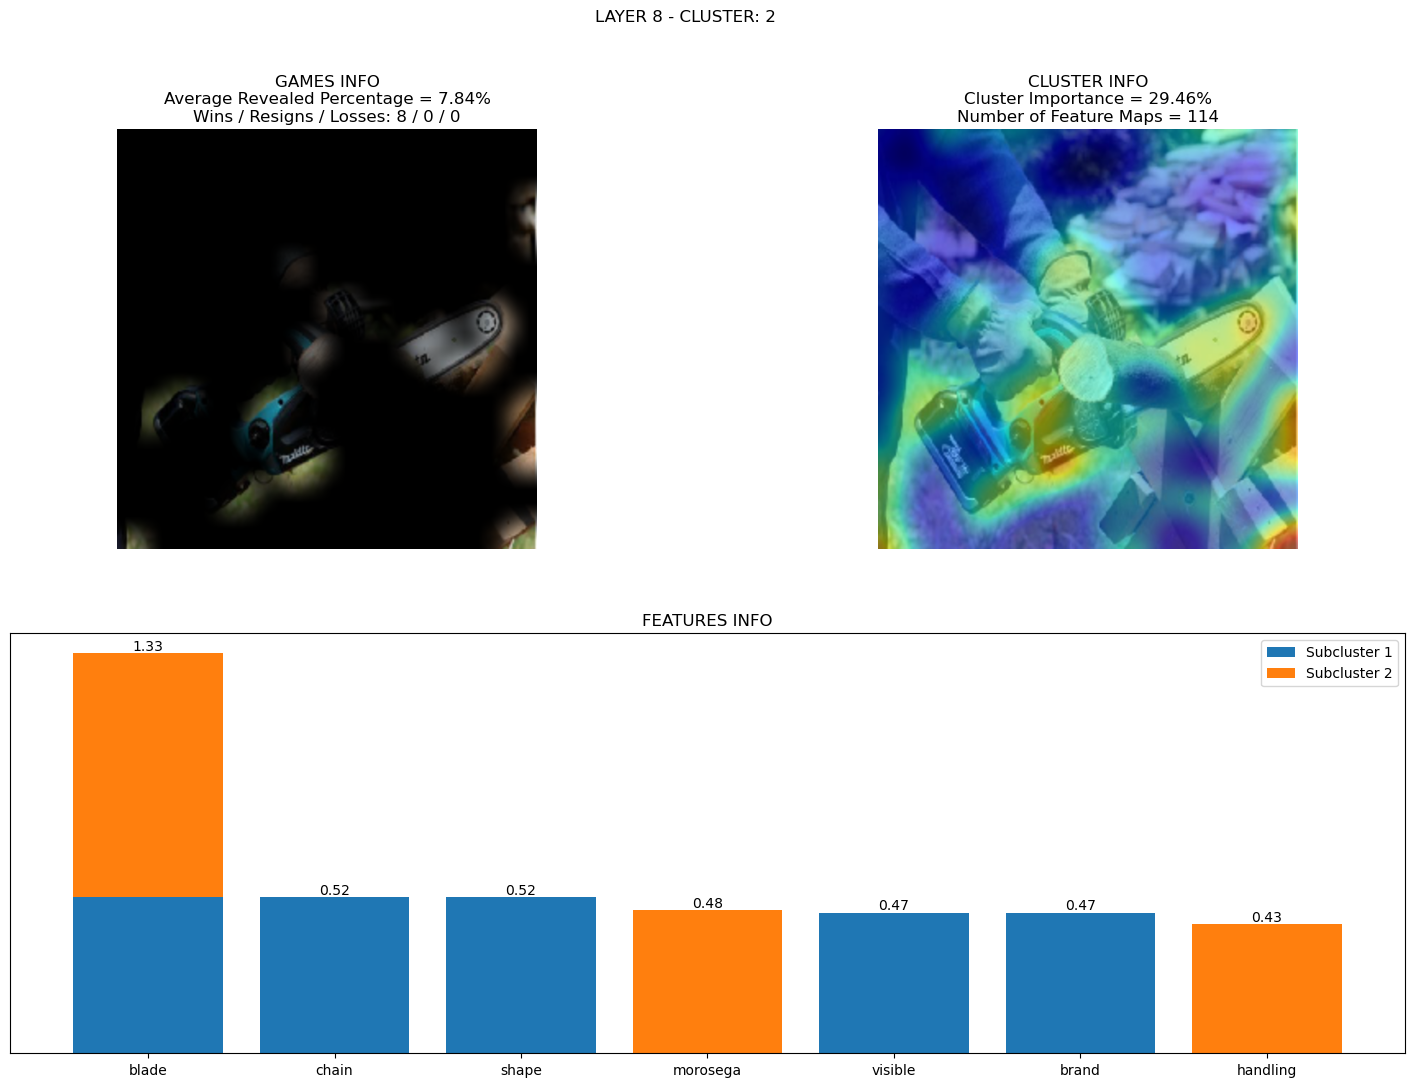 LAYER 8 - CLUSTER: 2
GAMES INFO
Average Revealed Percentage = 7.84%
Wins / Resigns / Losses: 8 / 0 / 0
CLUSTER INFO
Cluster Importance = 29.46%
Number of Feature Maps = 114
makita
makita
FEATURES INFO
Subcluster 1
Subcluster 2
1.33
0.52
0.52
0.48
0.47
0.47
0.43
blade
chain
shape
morosega
visible
brand
handling